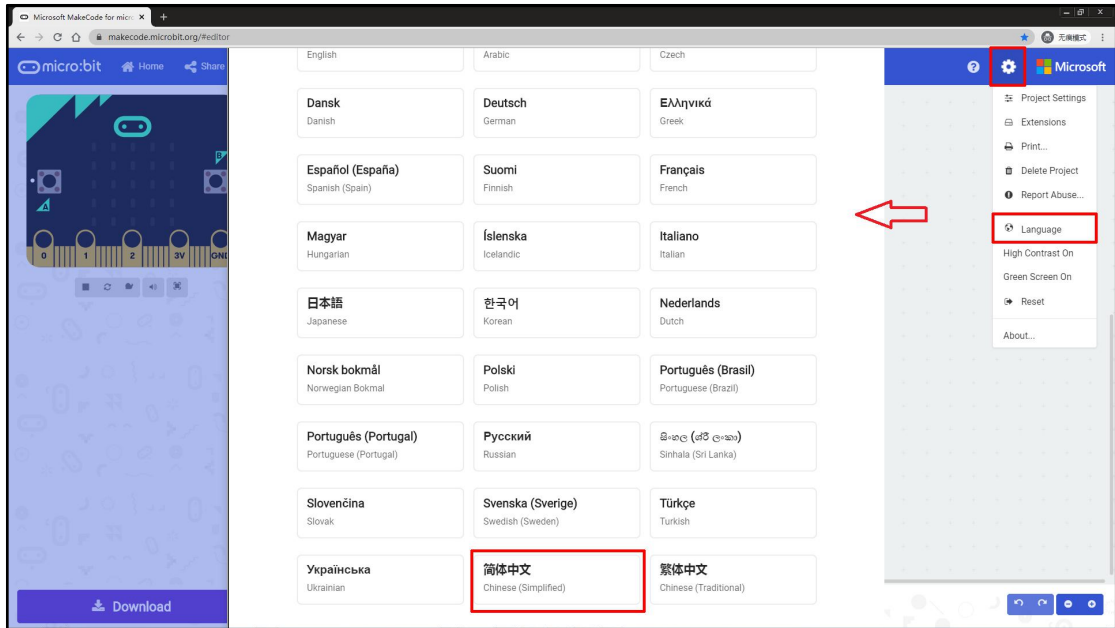 Microsoft MakeCode for micro
makecode.microbit.org/#editor
无痕模式
micro:bit
Home
Share
Microsoft
English
Arabic
Czech
Dansk
Danish
Deutsch
German
Ελληνικά
Greek
Español (España)
Spanish (Spain)
Suomi
Finnish
Français
French
Magyar
Hungarian
Íslenska
Icelandic
Italiano
Italian
日本語
Japanese
한국어
Korean
Nederlands
Dutch
Norsk bokmål
Norwegian Bokmal
Polski
Polish
Português (Brasil)
Portuguese (Brazil)
Português (Portugal)
Portuguese (Portugal)
Русский
Russian
සිංහල (ශ්රී ලංකා)
Sinhala (Sri Lanka)
Slovenčina
Slovak
Svenska (Sverige)
Swedish (Sweden)
Türkçe
Turkish
Українська
Ukrainian
简体中文
Chinese (Simplified)
繁体中文
Chinese (Traditional)
Project Settings
Extensions
Print...
Delete Project
Report Abuse...
Language
High Contrast On
Green Screen On
Reset
About...
A
B
0
1
2
3V
GND
Download